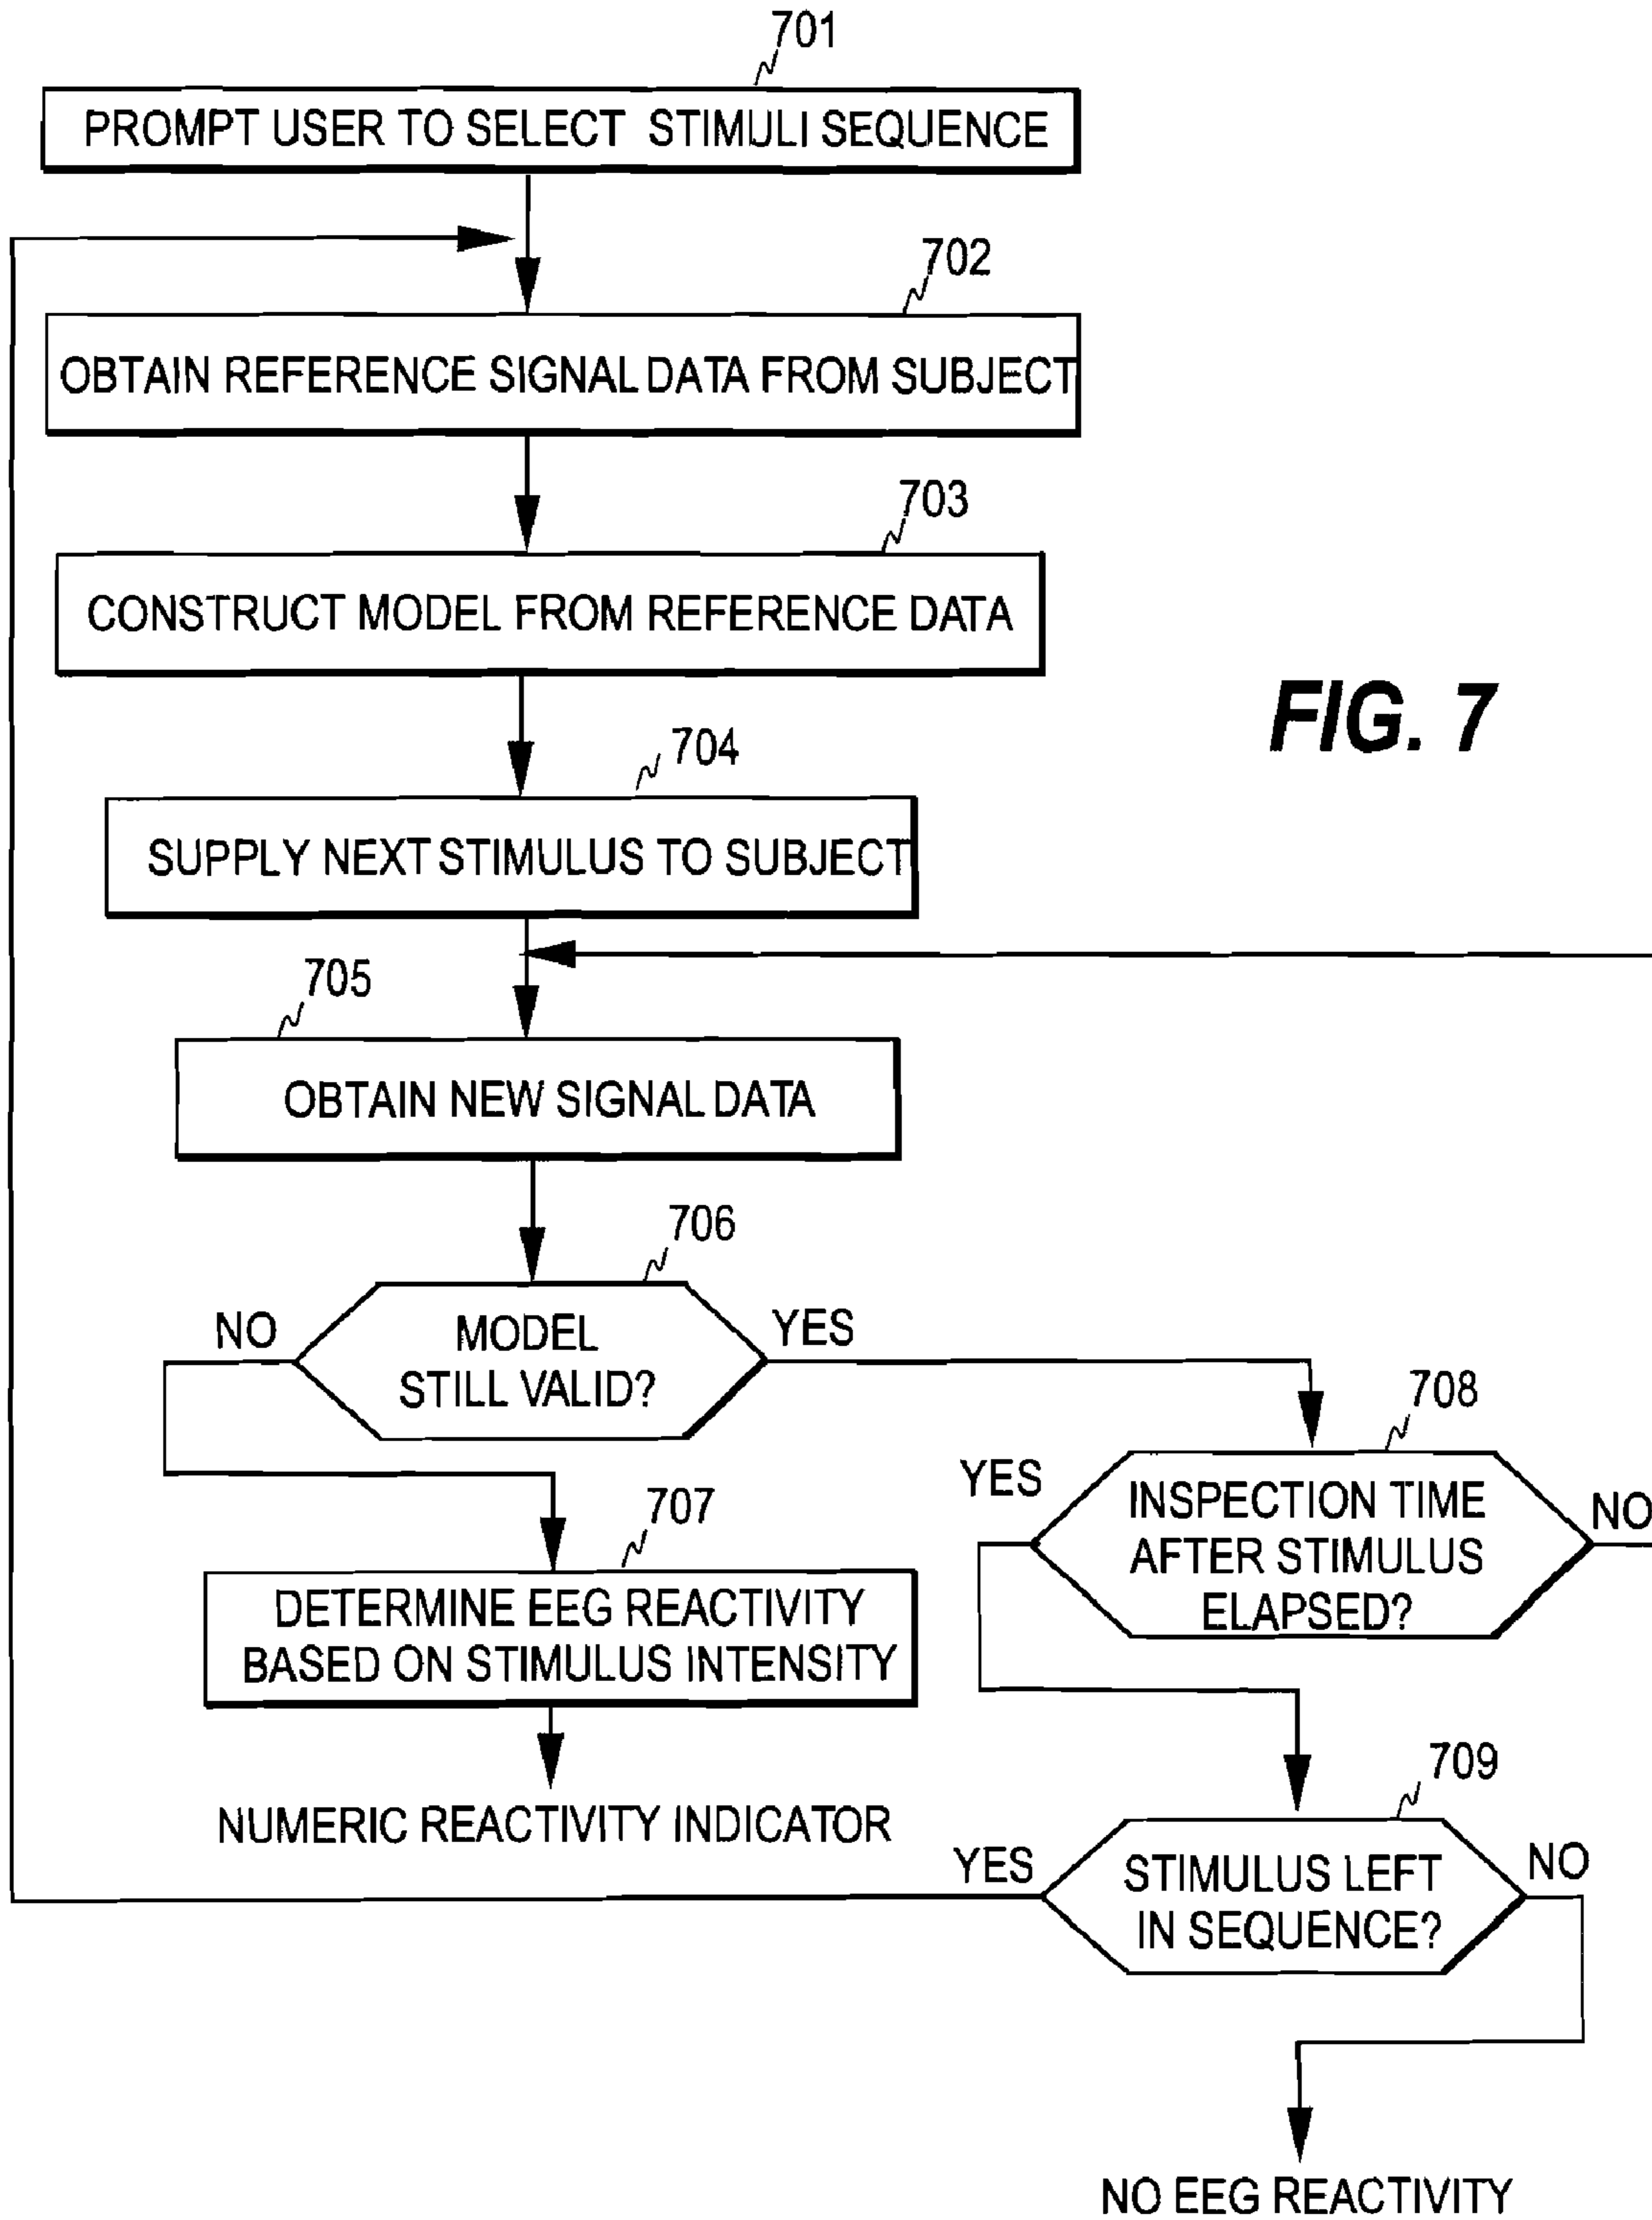 701
PROMPT USER TO SELECT STIMULI SEQUENCE
702
OBTAIN REFERENCE SIGNAL DATA FROM SUBJECT
703
CONSTRUCT MODEL FROM REFERENCE DATA
FIG. 7
704
SUPPLY NEXT STIMULUS TO SUBJECT
705
OBTAIN NEW SIGNAL DATA
706
NO
MODEL
STILL VALID?
YES
707
DETERMINE EEG REACTIVITY
BASED ON STIMULUS INTENSITY
NUMERIC REACTIVITY INDICATOR
708
YES
INSPECTION TIME
AFTER STIMULUS
ELAPSED?
NO
709
YES
STIMULUS LEFT
IN SEQUENCE?
NO
NO EEG REACTIVITY